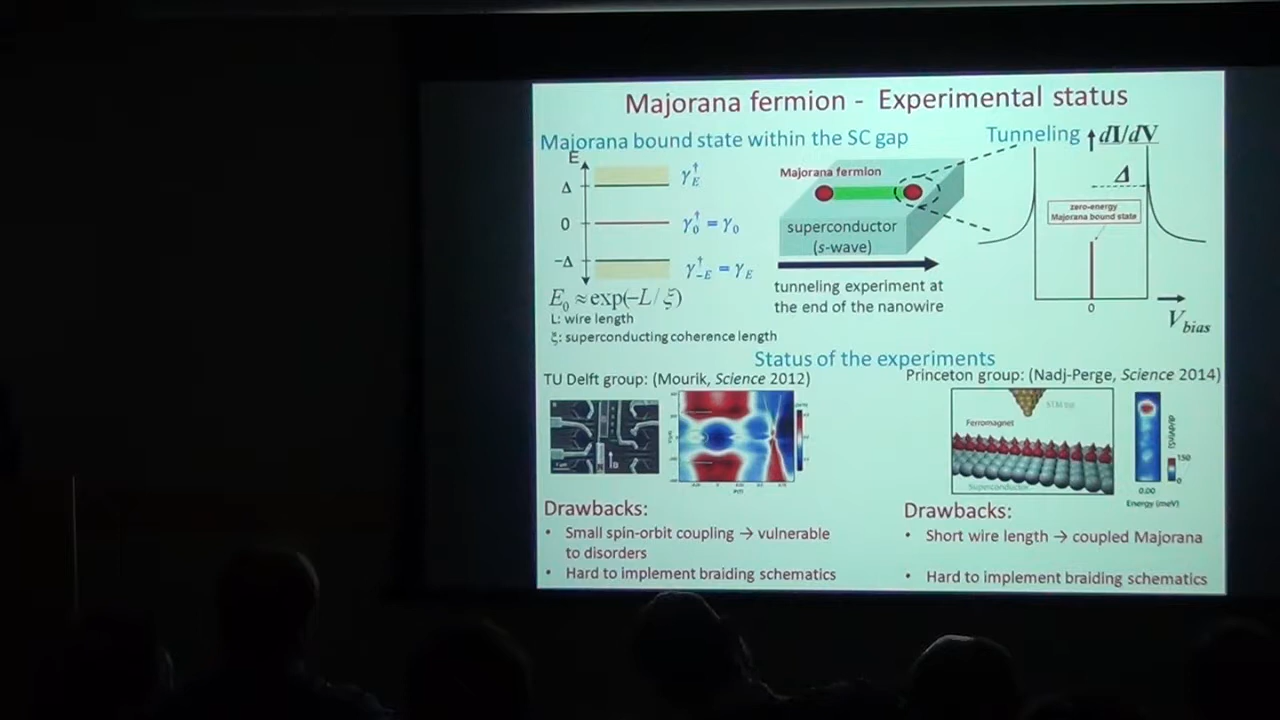 Majorana fermion - Experimental status
Majorana bound state within the SC gap
E
Δ
γ†E
0
γ†0 = γ0
-Δ
γ†-E = γE
E0 ≈ exp(-L/ξ)
L: wire length
ξ: superconducting coherence length
Majorana fermion
superconductor
(s-wave)
tunneling experiment at
the end of the nanowire
Tunneling dI/dV
Δ
zero-energy
Majorana bound state
0
Vbias
Status of the experiments
TU Delft group: (Mourik, Science 2012)
Princeton group: (Nadj-Perge, Science 2014)
STM tip
Ferromagnet
Superconductor
150
0
0.00
Energy (meV)
Drawbacks:
• Small spin-orbit coupling → vulnerable
to disorders
• Hard to implement braiding schematics
Drawbacks:
• Short wire length → coupled Majorana
• Hard to implement braiding schematics